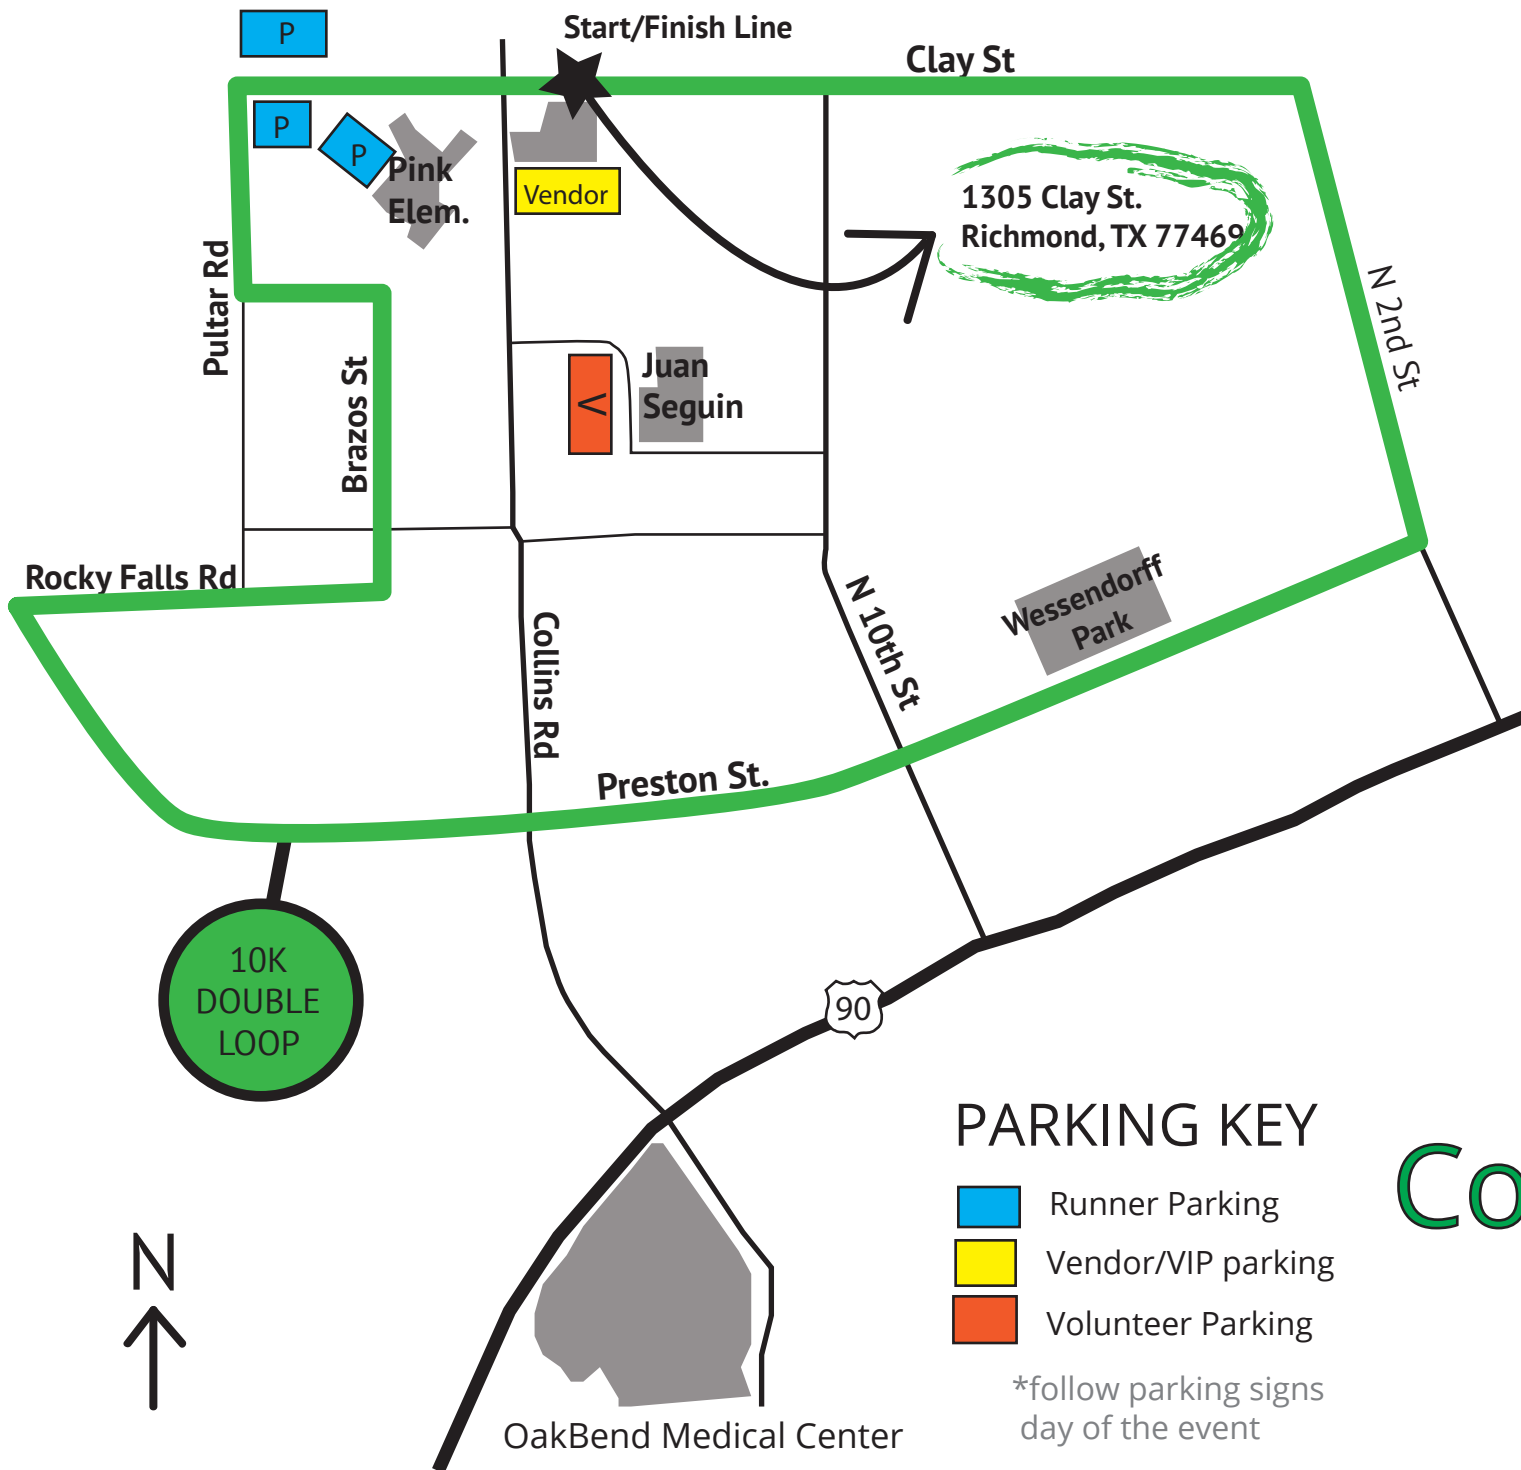 P
Start/Finish Line
Clay St
P
P
Pink
Elem.
Vendor
1305 Clay St.
Richmond, TX 77469
Pultar Rd
N 2nd St
Brazos St
V
Juan
Seguin
Rocky Falls Rd
Collins Rd
N 10th St
Wessendorff
Park
Preston St.
10K
DOUBLE
LOOP
90
PARKING KEY
Runner Parking
Vendor/VIP parking
Volunteer Parking
*follow parking signs
day of the event
Co
N
OakBend Medical Center